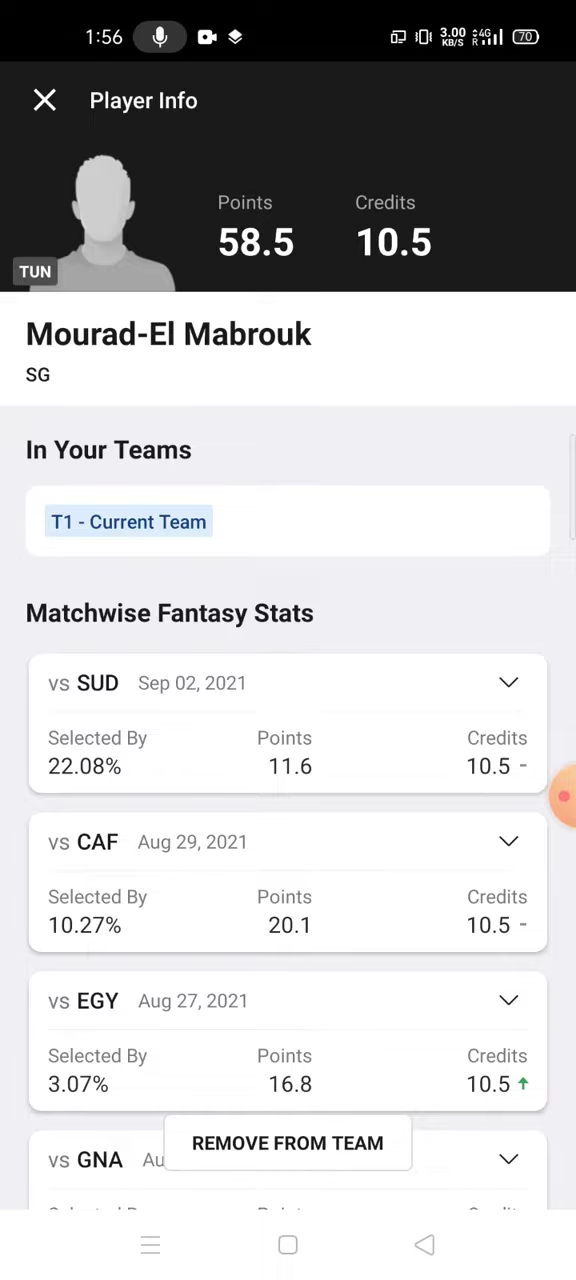 1:56 3.00 KB/S 4G R 70
Player Info
Points Credits
58.5 10.5
TUN
Mourad-El Mabrouk
SG
In Your Teams
T1 - Current Team
Matchwise Fantasy Stats
vs SUD Sep 02, 2021
Selected By Points Credits
22.08% 11.6 10.5 -
vs CAF Aug 29, 2021
Selected By Points Credits
10.27% 20.1 10.5 -
vs EGY Aug 27, 2021
Selected By Points Credits
3.07% 16.8 10.5
REMOVE FROM TEAM
vs GNA Au